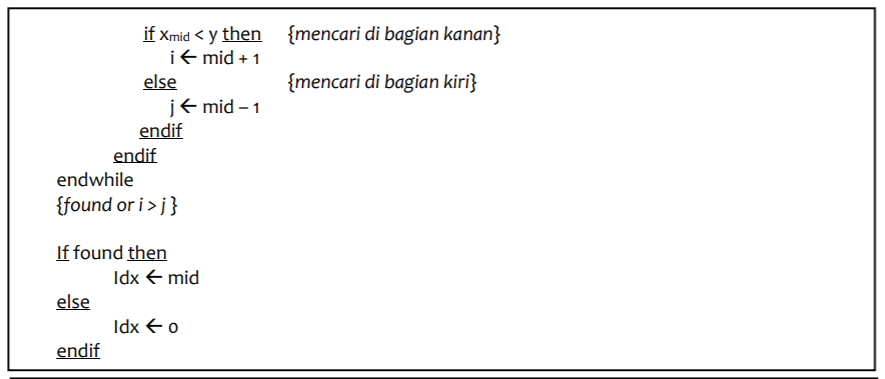 if xmid < y then {mencari di bagian kanan}
i ← mid + 1
else {mencari di bagian kiri}
j ← mid – 1
endif
endif
endwhile
{found or i > j }
If found then
Idx ← mid
else
Idx ← 0
endif